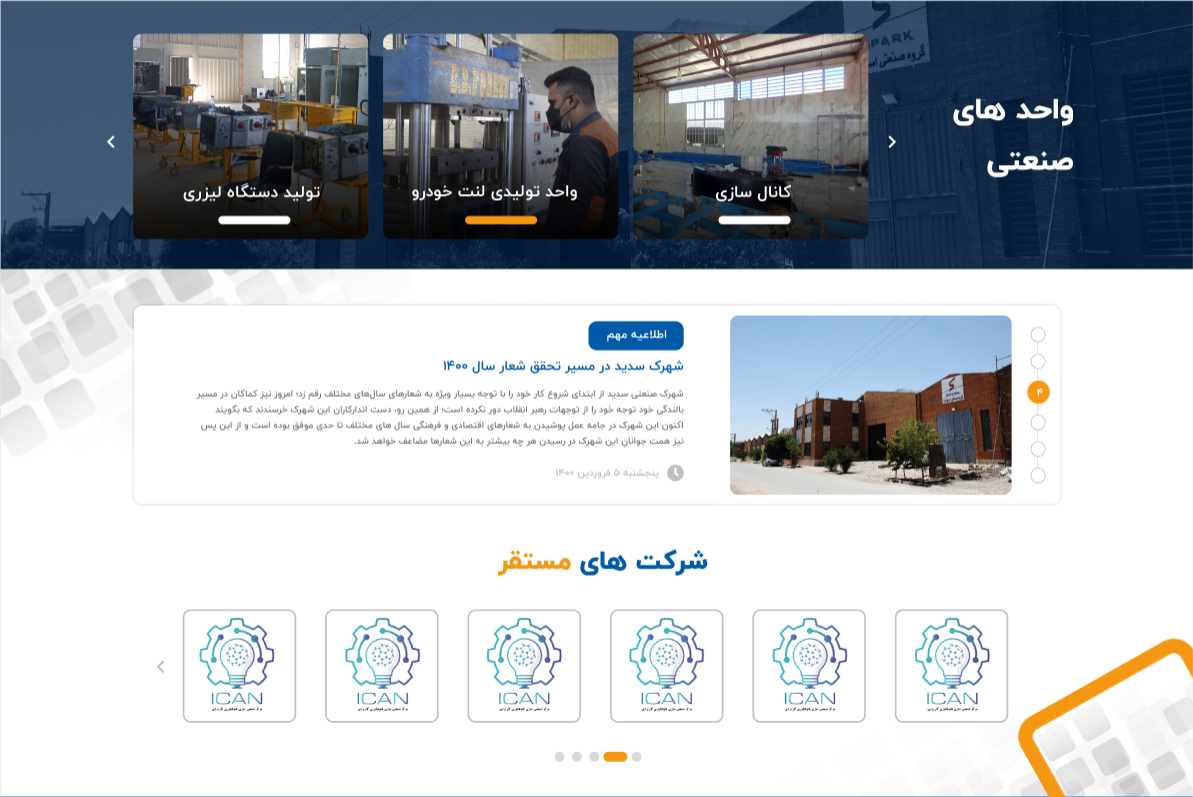 واحد های
صنعتی
PARK
گروه صنعتی
کانال سازی
واحد تولیدی لنت خودرو
تولید دستگاه لیزری
۴
اطلاعیه مهم
شهرک سدید در مسیر تحقق شعار سال ۱۴۰۰
شهرک صنعتی سدید از ابتدای شروع کار خود را با توجه بسیار ویژه به شعارهای سال‌های مختلف رقم زد؛ امروز نیز کماکان در مسیر
بالندگی خود توجه خود را از توجهات رهبر انقلاب دور نکرده است؛ از همین رو، دست اندارکاران این شهرک خرسندند که بگویند
اکنون این شهرک در جامه عمل پوشیدن به شعارهای اقتصادی و فرهنگی سال های مختلف تا حدی موفق بوده است و از این پس
نیز همت جوانانِ این شهرک در رسیدن هر چه بیشتر به این شعارها مضاعف خواهد شد.
پنجشنبه ۵ فروردین ۱۴۰۰
شرکت های مستقر
ICAN
ICAN
ICAN
ICAN
ICAN
ICAN